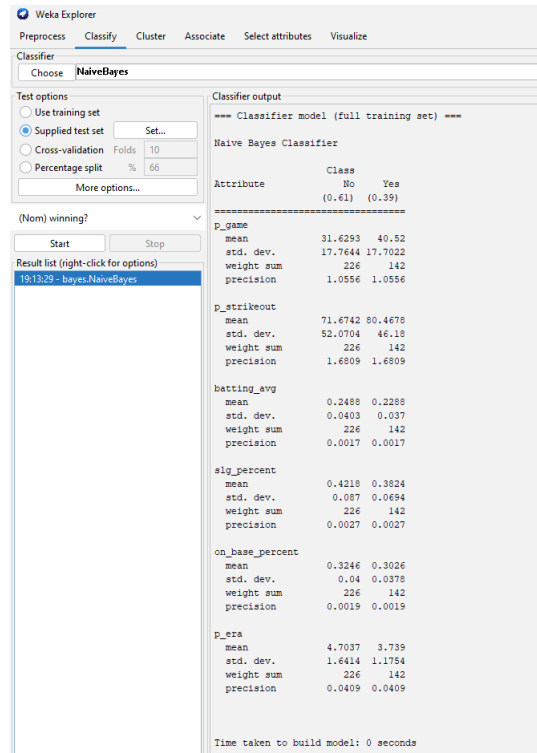 Weka Explorer
Preprocess Classify Cluster Associate Select attributes Visualize
Classifier
Choose NaiveBayes
Test options
Use training set
Supplied test set Set...
Cross-validation Folds 10
Percentage split % 66
More options...
(Nom) winning?
Start Stop
Result list (right-click for options)
19:13:29 - bayes.NaiveBayes
Classifier output
=== Classifier model (full training set) ===
Naive Bayes Classifier
Class
Attribute No Yes
(0.61) (0.39)
===================================
p_game
mean 31.6293 40.52
std. dev. 17.7644 17.7022
weight sum 226 142
precision 1.0556 1.0556
p_strikeout
mean 71.6742 80.4678
std. dev. 52.0704 46.18
weight sum 226 142
precision 1.6809 1.6809
batting_avg
mean 0.2488 0.2288
std. dev. 0.0403 0.037
weight sum 226 142
precision 0.0017 0.0017
slg_percent
mean 0.4218 0.3824
std. dev. 0.087 0.0694
weight sum 226 142
precision 0.0027 0.0027
on_base_percent
mean 0.3246 0.3026
std. dev. 0.04 0.0378
weight sum 226 142
precision 0.0019 0.0019
p_era
mean 4.7037 3.739
std. dev. 1.6414 1.1754
weight sum 226 142
precision 0.0409 0.0409
Time taken to build model: 0 seconds